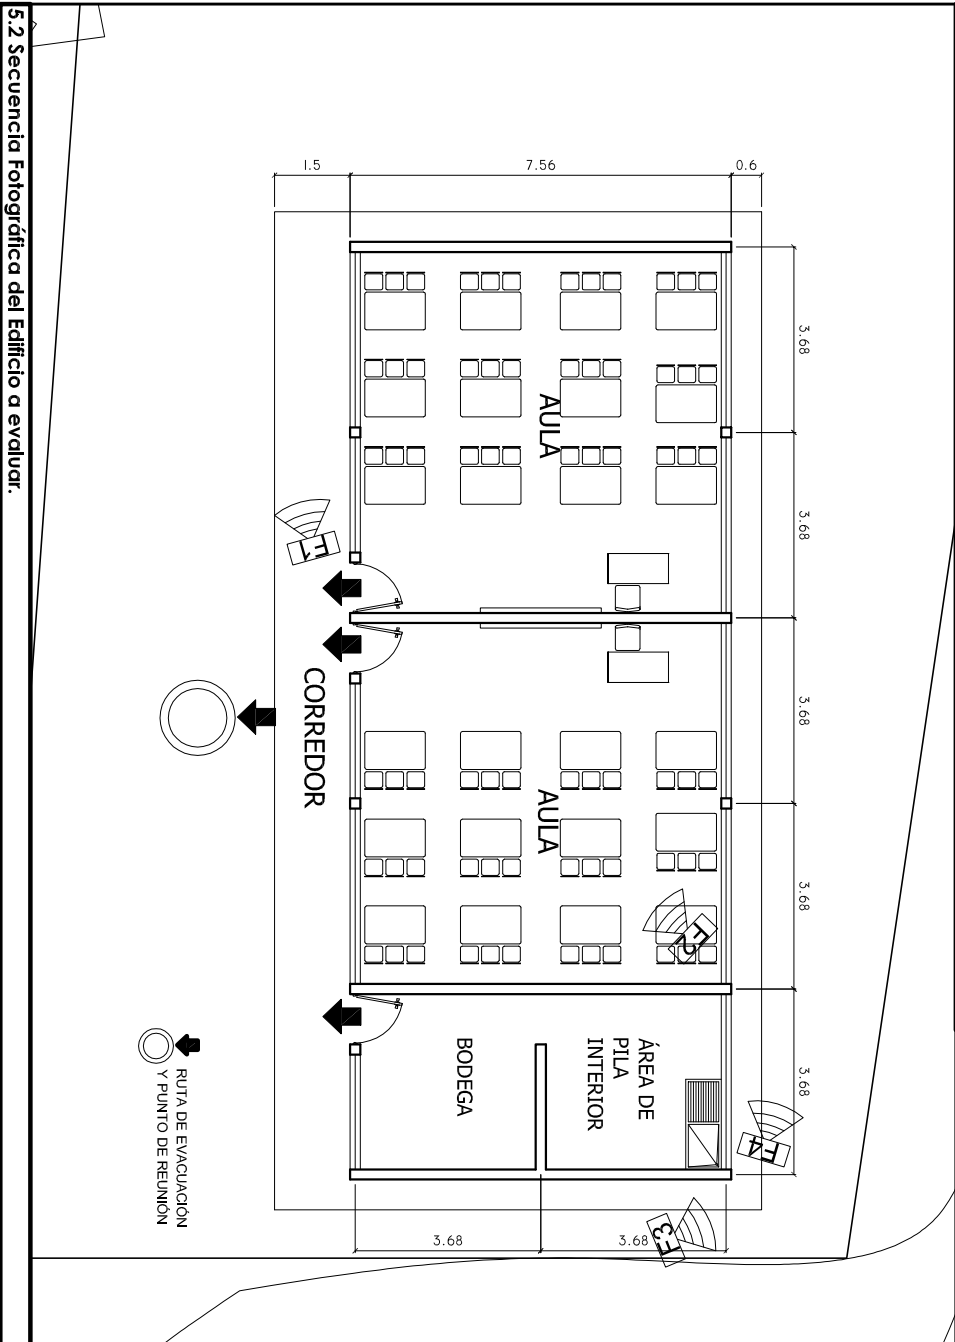 5.2 Secuencia Fotográfica del Edificio a evaluar.
1.5
7.56
0.6
3.68
3.68
3.68
3.68
3.68
AULA
AULA
F1
F2
CORREDOR
ÁREA DE
PILA
INTERIOR
BODEGA
F4
F3
3.68
3.68
RUTA DE EVACUACIÓN
Y PUNTO DE REUNIÓN